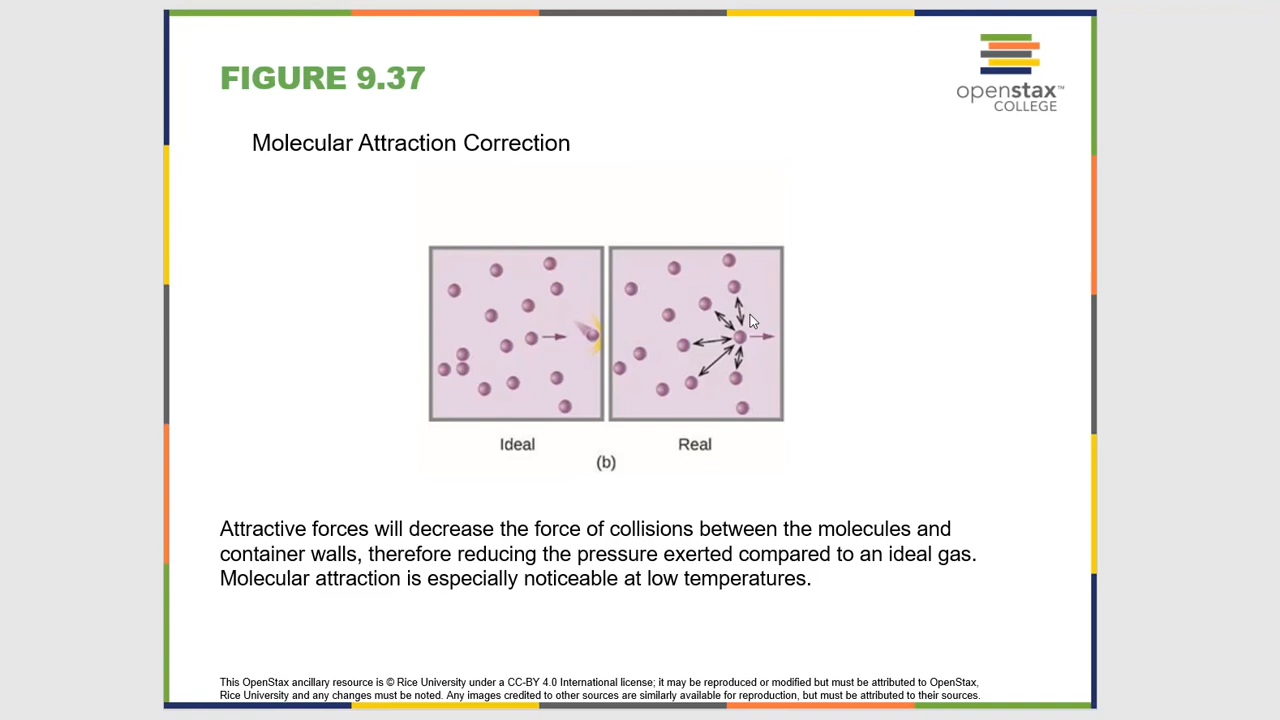 FIGURE 9.37
openstax™
COLLEGE
Molecular Attraction Correction
Ideal
Real
(b)
Attractive forces will decrease the force of collisions between the molecules and
container walls, therefore reducing the pressure exerted compared to an ideal gas.
Molecular attraction is especially noticeable at low temperatures.
This OpenStax ancillary resource is © Rice University under a CC-BY 4.0 International license; it may be reproduced or modified but must be attributed to OpenStax,
Rice University and any changes must be noted. Any images credited to other sources are similarly available for reproduction, but must be attributed to their sources.